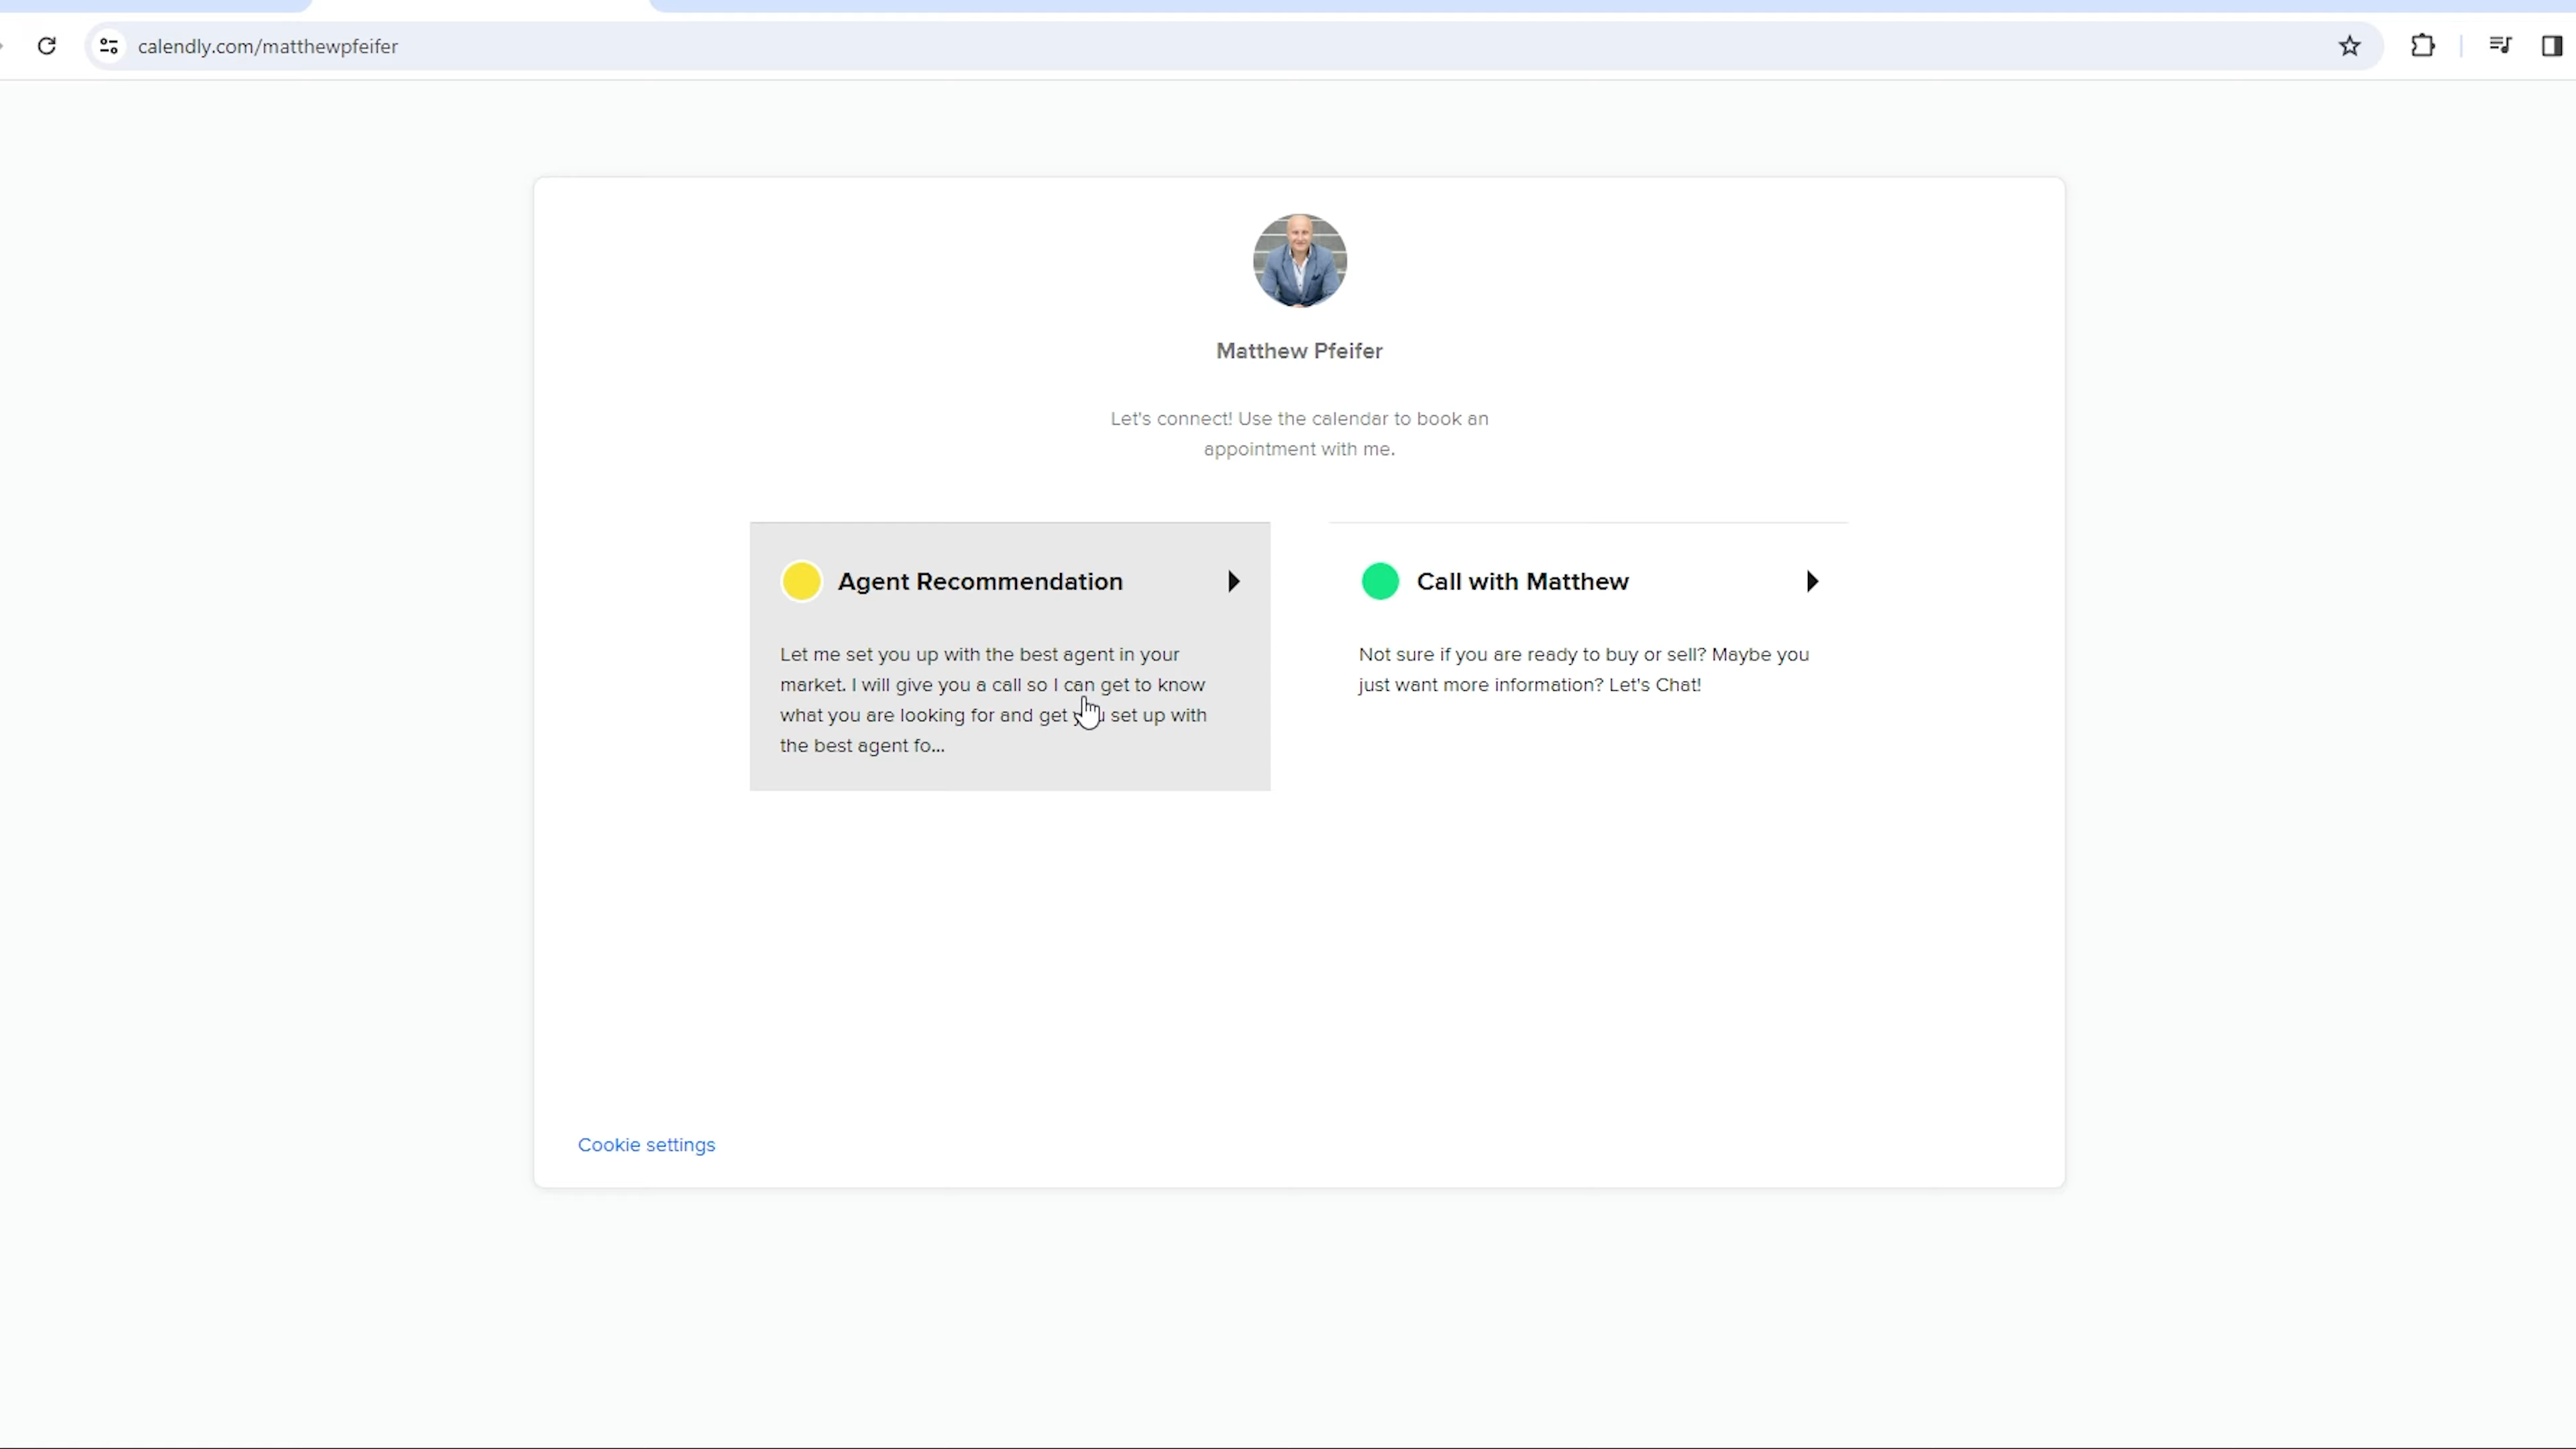 calendly.com/matthewpfeifer
Matthew Pfeifer
Let's connect! Use the calendar to book an
appointment with me.
Agent Recommendation
Let me set you up with the best agent in your
market. I will give you a call so I can get to know
what you are looking for and get you set up with
the best agent fo...
Call with Matthew
Not sure if you are ready to buy or sell? Maybe you
just want more information? Let's Chat!
Cookie settings